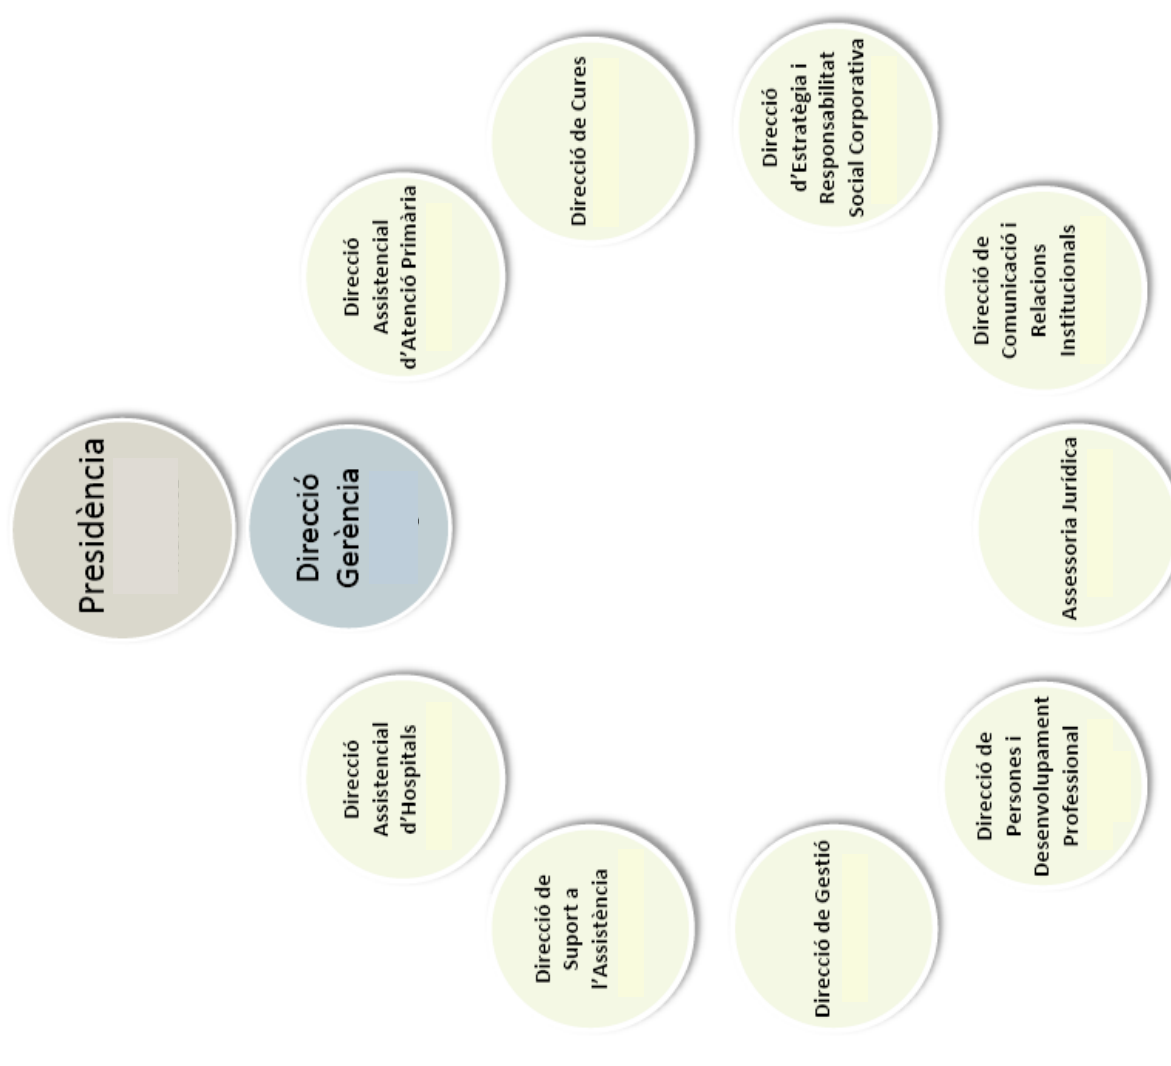 Presidència
Direcció
Gerència
Direcció
Assistencial
d'Hospitals
Direcció
Assistencial
d'Atenció Primària
Direcció de
Suport a
l'Assistència
Direcció de Cures
Direcció de Gestió
Direcció
d'Estratègia i
Responsabilitat
Social Corporativa
Direcció de
Persones i
Desenvolupament
Professional
Assessoria Jurídica
Direcció de
Comunicació i
Relacions
Institucionals